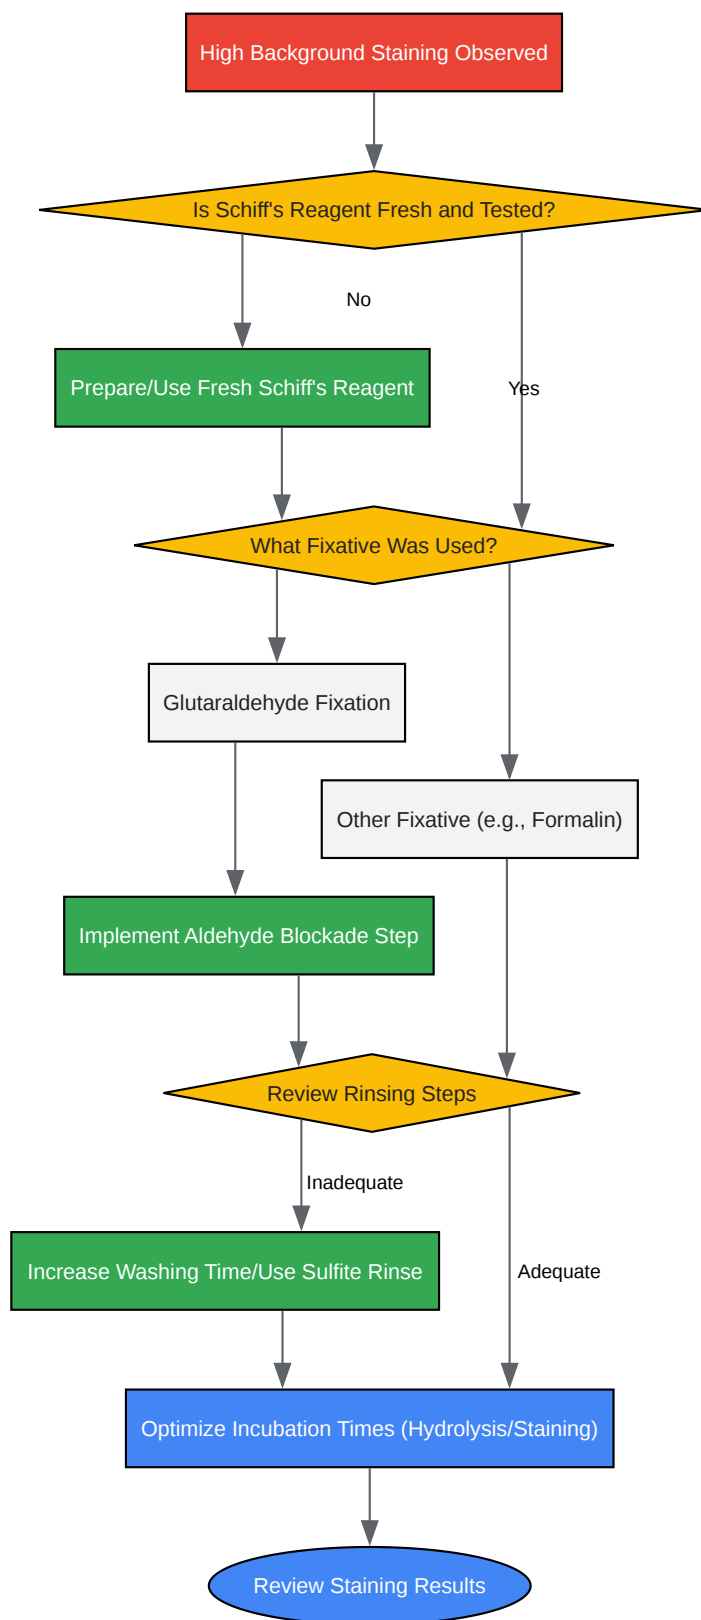 High Background Staining Observed
Is Schiff's Reagent Fresh and Tested?
No
Prepare/Use Fresh Schiff's Reagent
Yes
What Fixative Was Used?
Glutaraldehyde Fixation
Other Fixative (e.g., Formalin)
Implement Aldehyde Blockade Step
Review Rinsing Steps
Inadequate
Increase Washing Time/Use Sulfite Rinse
Adequate
Optimize Incubation Times (Hydrolysis/Staining)
Review Staining Results